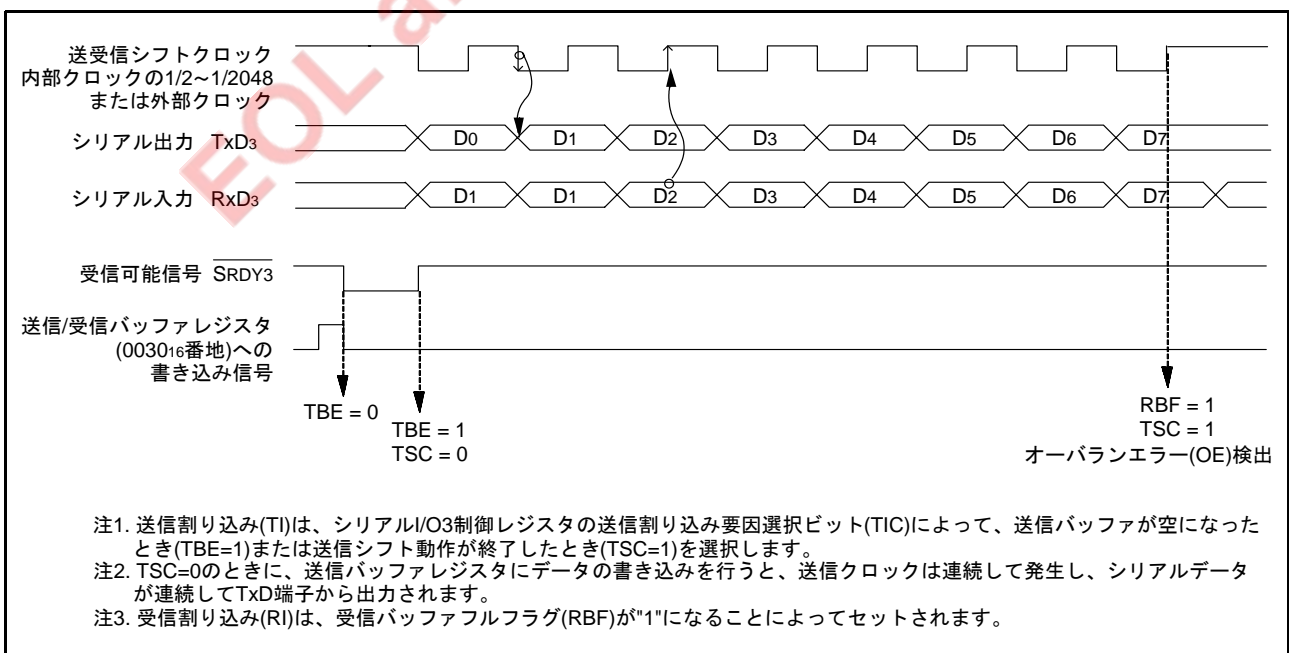 EOL a
送受信シフトクロック
内部クロックの1/2~1/2048
または外部クロック
シリアル出力 TxD3
D0 D1 D2 D3 D4 D5 D6 D7
シリアル入力 RxD3
D1 D1 D2 D3 D4 D5 D6 D7
受信可能信号 SRDY3
送信/受信バッファレジスタ
(003016番地)への
書き込み信号
TBE = 0
TBE = 1
TSC = 0
RBF = 1
TSC = 1
オーバランエラー(OE)検出
注1. 送信割り込み(TI)は、シリアルI/O3制御レジスタの送信割り込み要因選択ビット(TIC)によって、送信バッファが空になった
とき(TBE=1)または送信シフト動作が終了したとき(TSC=1)を選択します。
注2. TSC=0のときに、送信バッファレジスタにデータの書き込みを行うと、送信クロックは連続して発生し、シリアルデータ
が連続してTxD端子から出力されます。
注3. 受信割り込み(RI)は、受信バッファフルフラグ(RBF)が"1"になることによってセットされます。